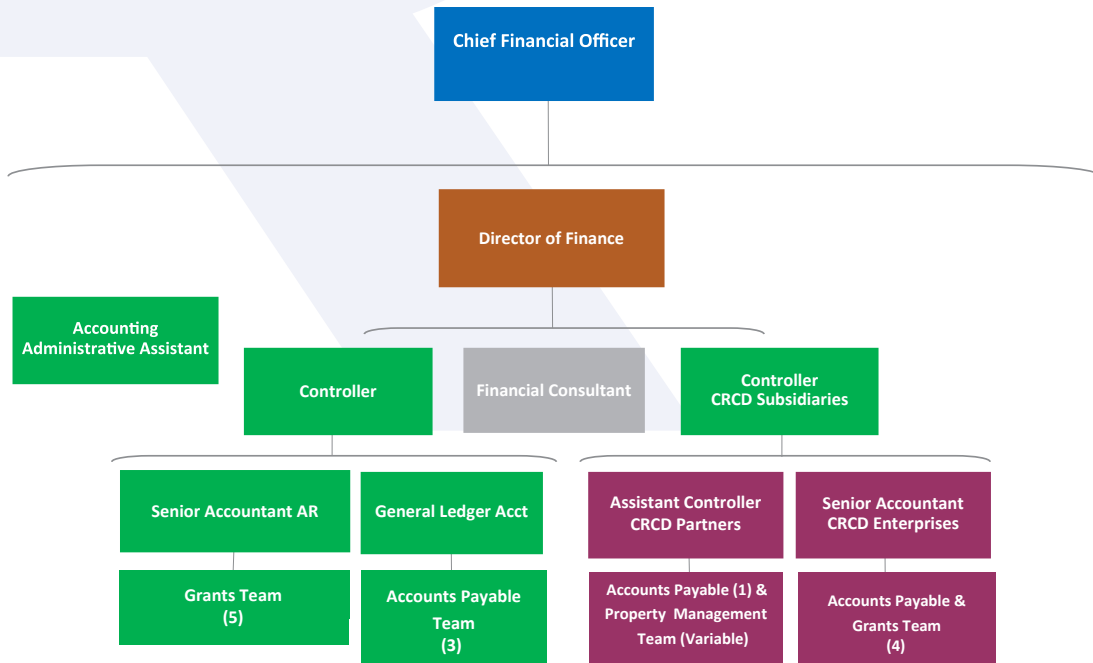 Chief Financial Officer
Director of Finance
Accounting
Administrative Assistant
Controller
Financial Consultant
Controller
CRCD Subsidiaries
Senior Accountant AR
General Ledger Acct
Assistant Controller
CRCD Partners
Senior Accountant
CRCD Enterprises
Grants Team
(5)
Accounts Payable
Team
(3)
Accounts Payable (1) &
Property Management
Team (Variable)
Accounts Payable &
Grants Team
(4)